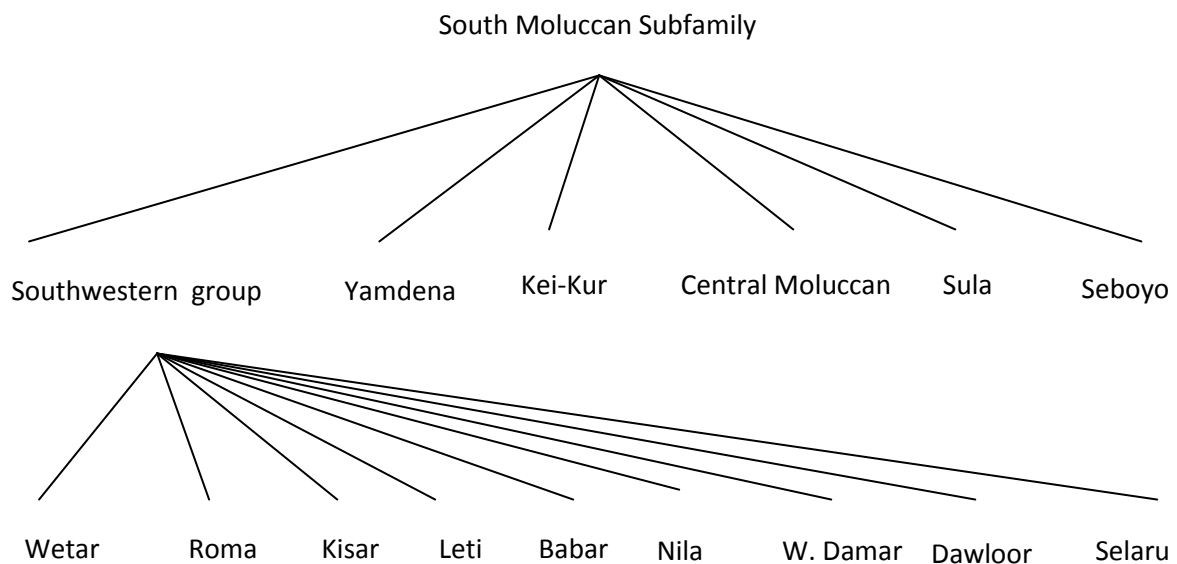 South Moluccan Subfamily
Southwestern group Yamdena Kei-Kur Central Moluccan Sula Seboyo
Wetar Roma Kisar Leti Babar Nila W. Damar Dawloor Selaru